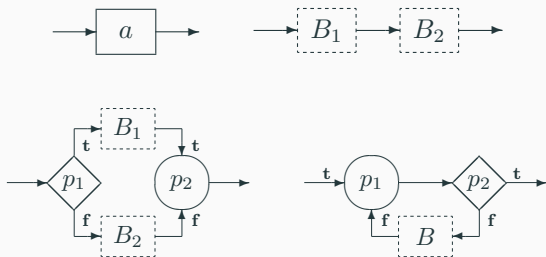 a
B₁ B₂
B₁
t t
p₁ p₂
f f
B₂
t p₁ p₂ t
f f
B